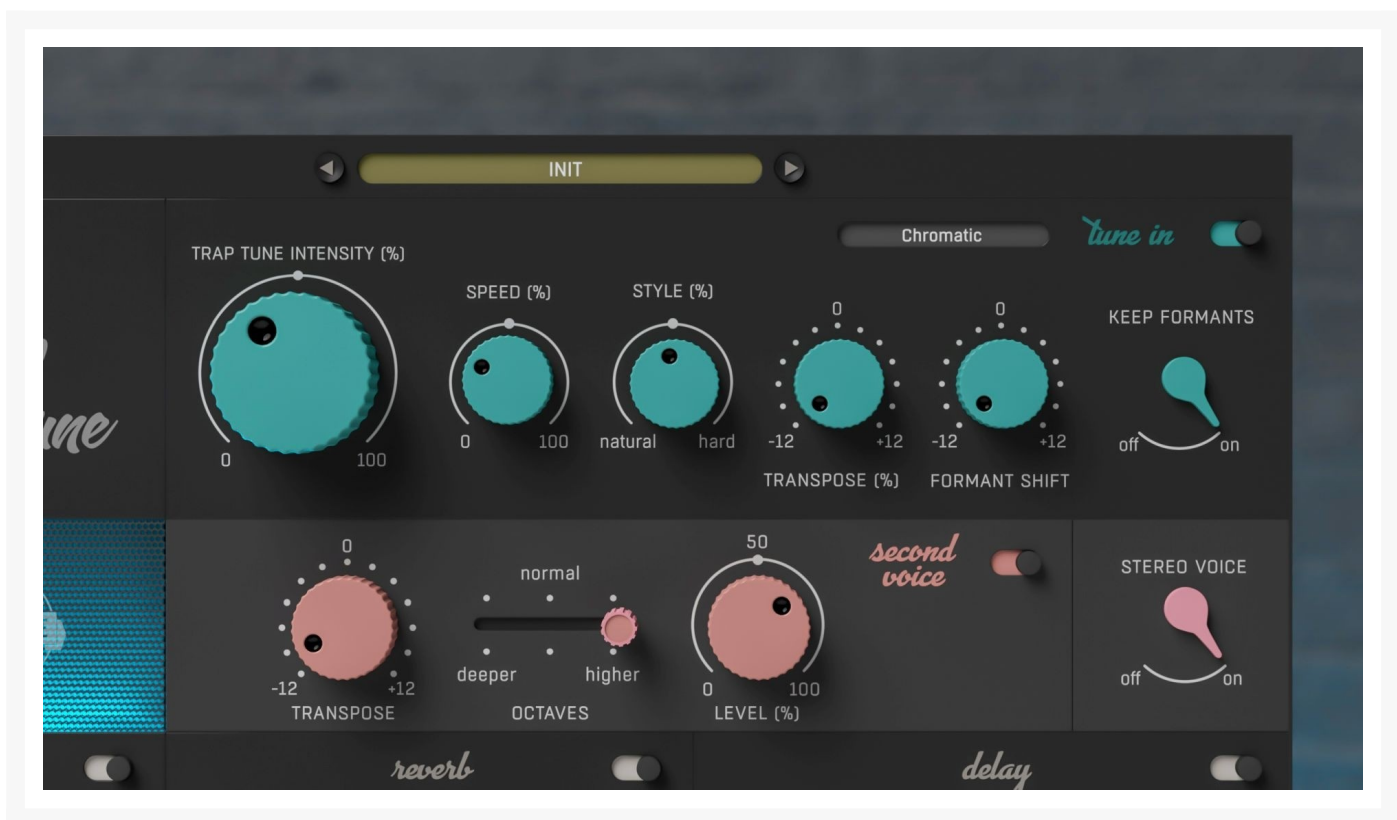 INIT
Chromatic
tune in
TRAP TUNE INTENSITY (%)
0
100
SPEED (%)
0
100
STYLE (%)
natural
hard
0
-12
+12
TRANSPOSE (%)
0
-12
+12
FORMANT SHIFT
KEEP FORMANTS
off
on
0
-12
+12
TRANSPOSE
normal
deeper
higher
OCTAVES
50
0
100
LEVEL (%)
second
voice
STEREO VOICE
off
on
reverb
delay